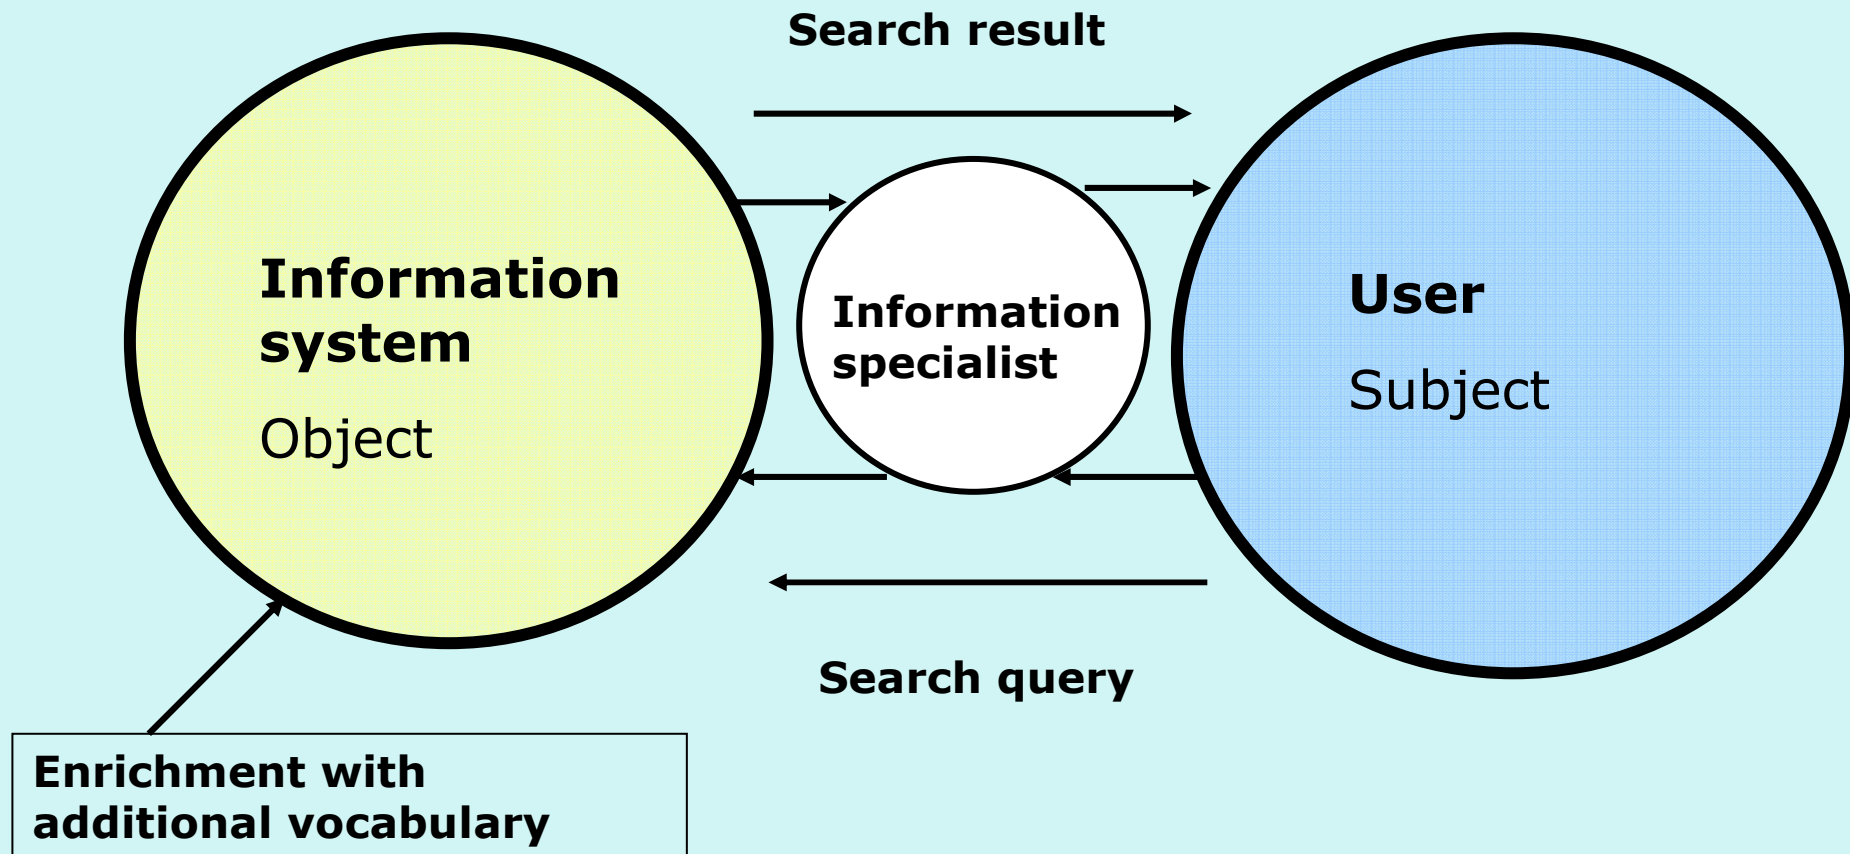 Search result
Information
system
Object
Information
specialist
User
Subject
Search query
Enrichment with
additional vocabulary